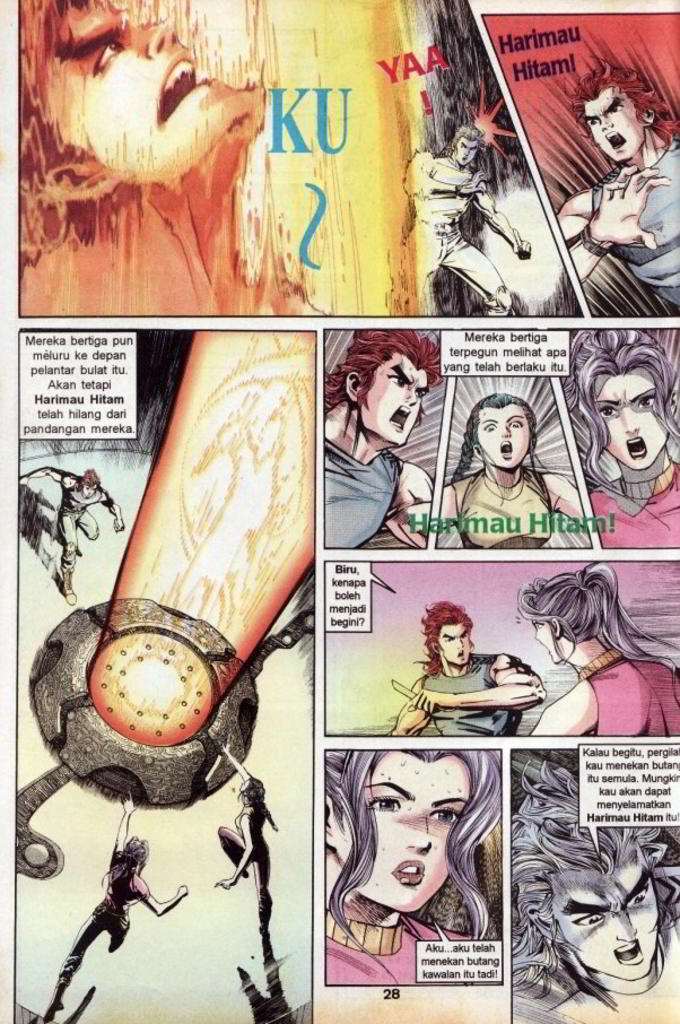 KU
YAA
!
Harimau
Hitam!
Mereka bertiga pun
meluru ke depan
pelantar bulat itu.
Akan tetapi
Harimau Hitam
telah hilang dari
pandangan mereka.
Mereka bertiga
terpegun melihat apa
yang telah berlaku itu.
Harimau Hitam!
Biru,
kenapa
boleh
menjadi
begini?
Aku...aku telah
menekan butang
kawalan itu tadi!
Kalau begitu, pergilah
kau menekan butang
itu semula. Mungkin
kau akan dapat
menyelamatkan
Harimau Hitam itu!
28